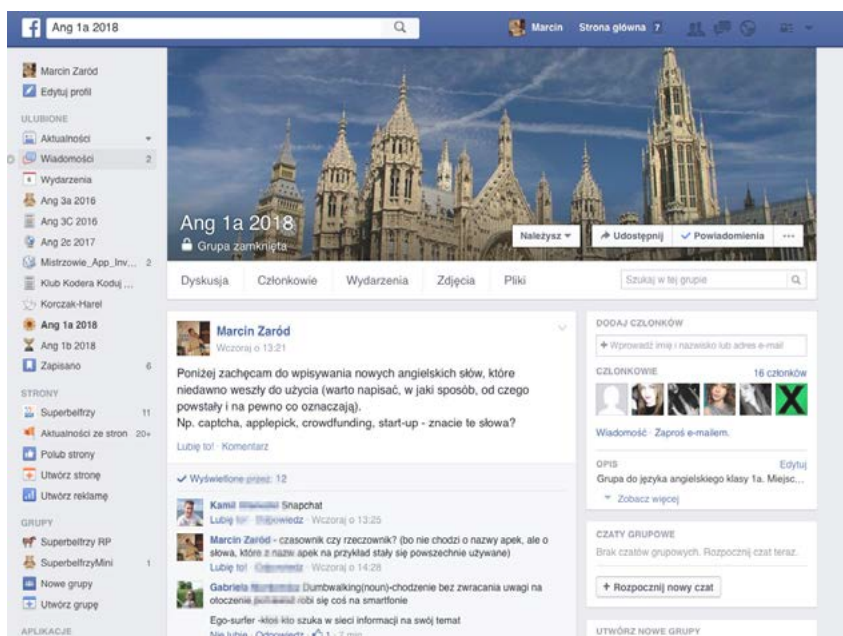 Ang 1a 2018
Marcin
Strona główna 7
Marcin Zaród
Edytuj profil
ULUBIONE
Aktualności
Wiadomości 2
Wydarzenia
Ang 3a 2016
Ang 3C 2016
Ang 2c 2017
Mistrzowie_App_Inv... 2
Klub Kodera Koduj ...
Korczak-Harel
Ang 1a 2018
Ang 1b 2018
Zapisano 6
STRONY
Superbelfrzy 11
Aktualności ze stron 20+
Polub strony
Utwórz stronę
Utwórz reklamę
GRUPY
Superbelfrzy RP
SuperbelfrzyMini 1
Nowe grupy
Utwórz grupę
APLIKACJE
Ang 1a 2018
Grupa zamknięta
Należysz
Udostępnij
Powiadomienia
Dyskusja Członkowie Wydarzenia Zdjęcia Pliki
Szukaj w tej grupie
Marcin Zaród
Wczoraj o 13:21
Poniżej zachęcam do wpisywania nowych angielskich słów, które
niedawno weszły do użycia (warto napisać, w jaki sposób, od czego
powstały i na pewno co oznaczają).
Np. captcha, applepick, crowdfunding, start-up - znacie te słowa?
Lubię to! · Komentarz
Wyświetlone przez: 12
Kamil Snapchat
Lubię to! · Odpowiedz · Wczoraj o 13:25
Marcin Zaród - czasownik czy rzeczownik? (bo nie chodzi o nazwy apek, ale o
słowa, które z nazw apek na przykład stały się powszechnie używane)
Lubię to! · Wczoraj o 14:28
Gabriela Dumbwalking(noun)-chodzenie bez zwracania uwagi na
otoczenie robi się coś na smartfonie
Ego-surfer -ktoś kto szuka w sieci informacji na swój temat
Nie lubię · Odpowiedz · 1 · 7 min
DODAJ CZŁONKÓW
+ Wprowadź imię i nazwisko lub adres e-mail
CZŁONKOWIE 16 członków
Wiadomość · Zaproś e-mailem.
OPIS Edytuj
Grupa do języka angielskiego klasy 1a. Miejsc...
Zobacz więcej
CZATY GRUPOWE
Brak czatów grupowych. Rozpocznij czat teraz.
+ Rozpocznij nowy czat
UTWÓRZ NOWE GRUPY